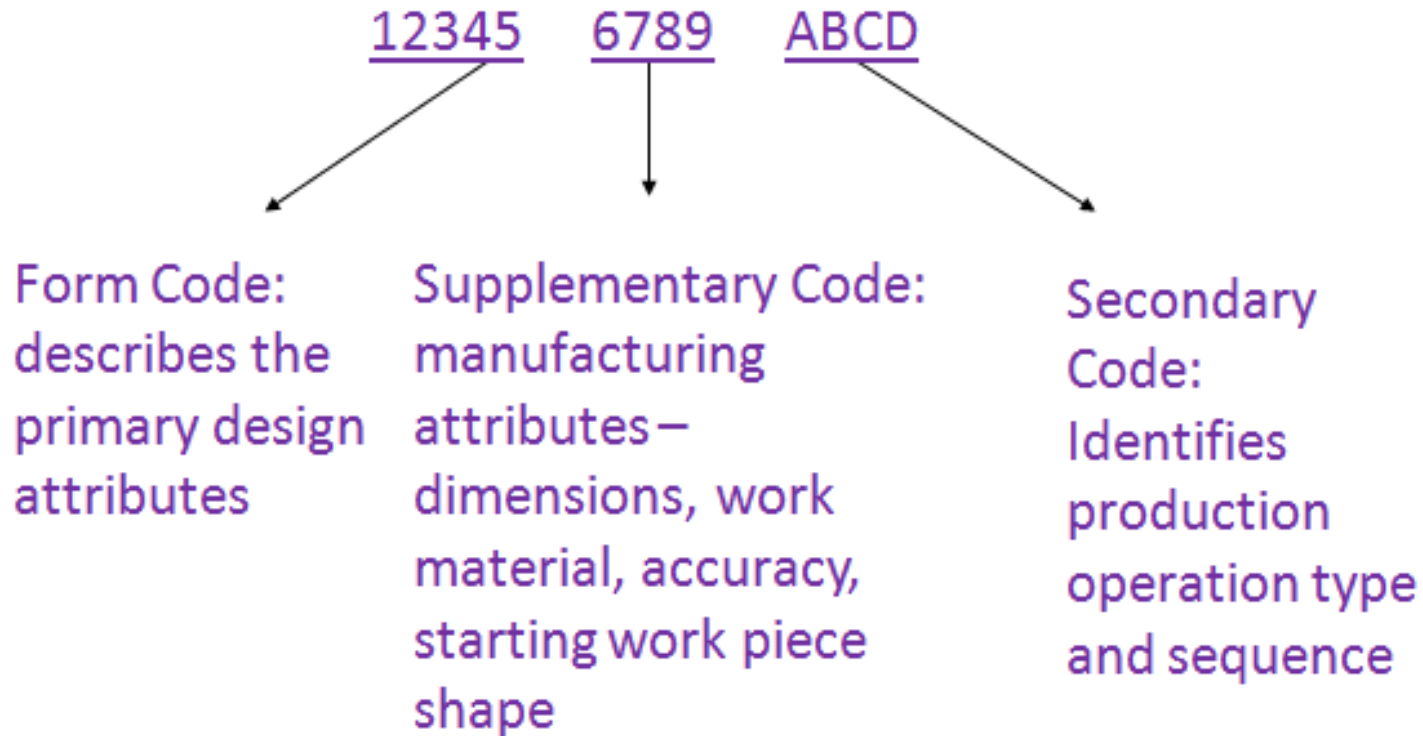 12345 6789 ABCD
Form Code:
describes the
primary design
attributes
Supplementary Code:
manufacturing
attributes –
dimensions, work
material, accuracy,
starting work piece
shape
Secondary
Code:
Identifies
production
operation type
and sequence